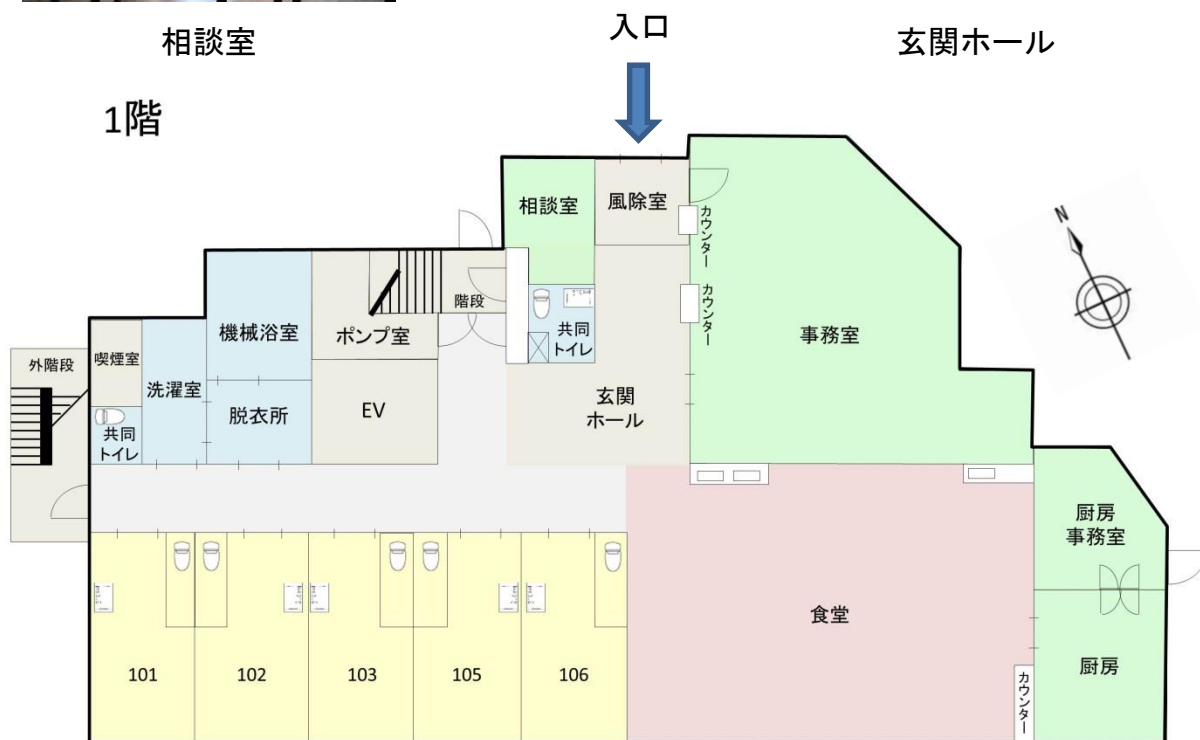 相談室
入口
玄関ホール
1階
相談室
風除室
カウンター
カウンター
事務室
N
階段
共同
トイレ
機械浴室
ポンプ室
外階段
喫煙室
洗濯室
脱衣所
EV
玄関
ホール
共同
トイレ
厨房
事務室
食堂
101
102
103
105
106
厨房
カウンター